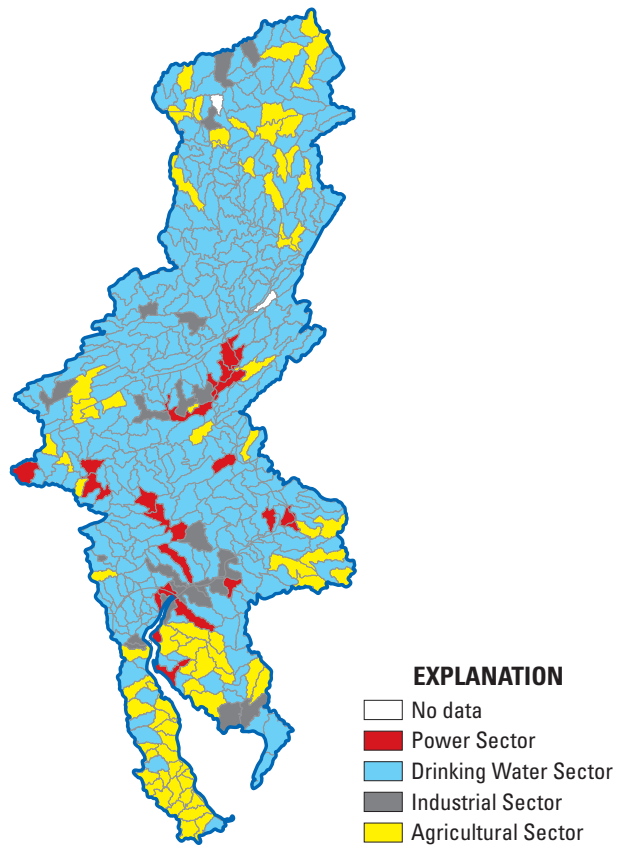 EXPLANATION
No data
Power Sector
Drinking Water Sector
Industrial Sector
Agricultural Sector